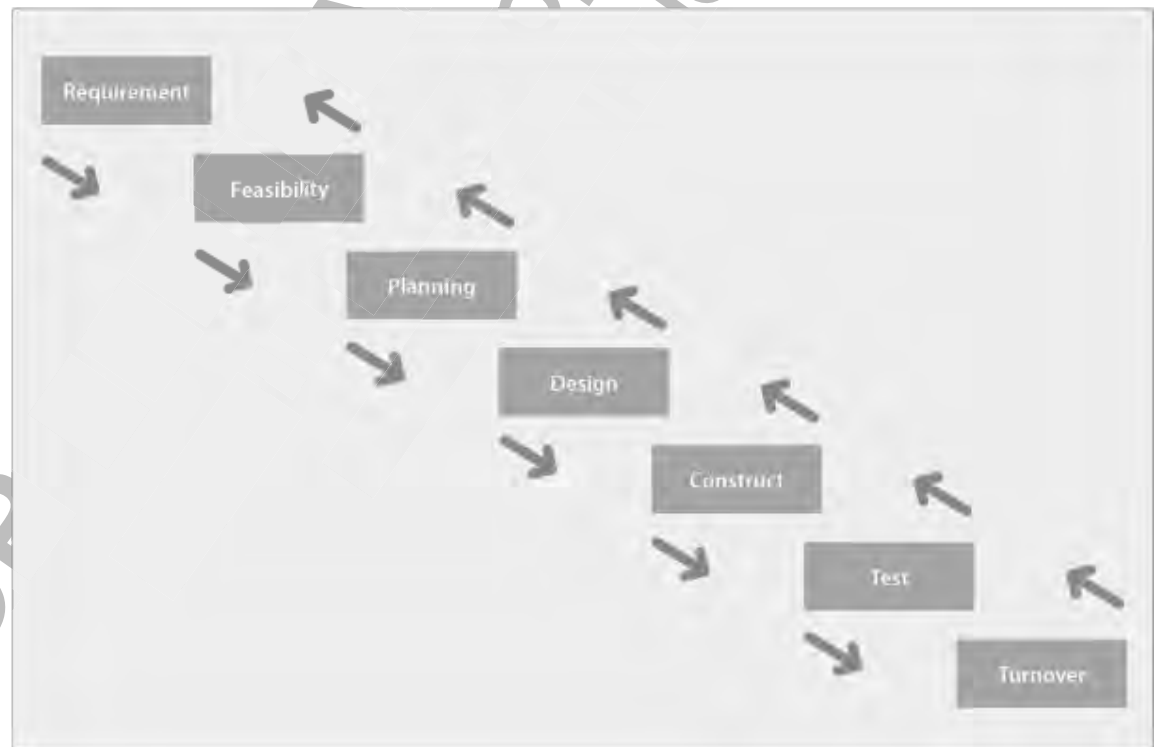 Requirement
Feasibility
Planning
Design
Construct
Test
Turnover